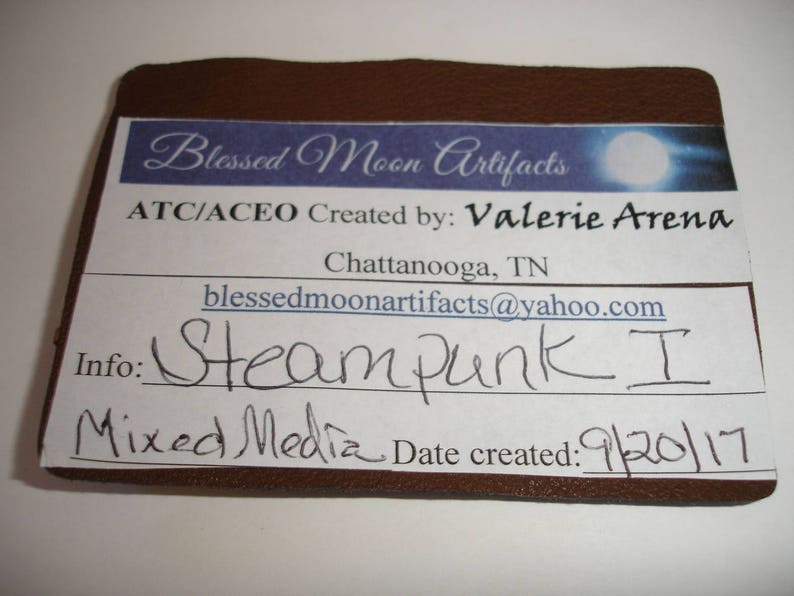 Blessed Moon Artifacts
ATC/ACEO Created by: Valerie Arena
Chattanooga, TN
blessedmoonartifacts@yahoo.com
Info: Steampunk I
Mixed Media Date created: 9/20/17